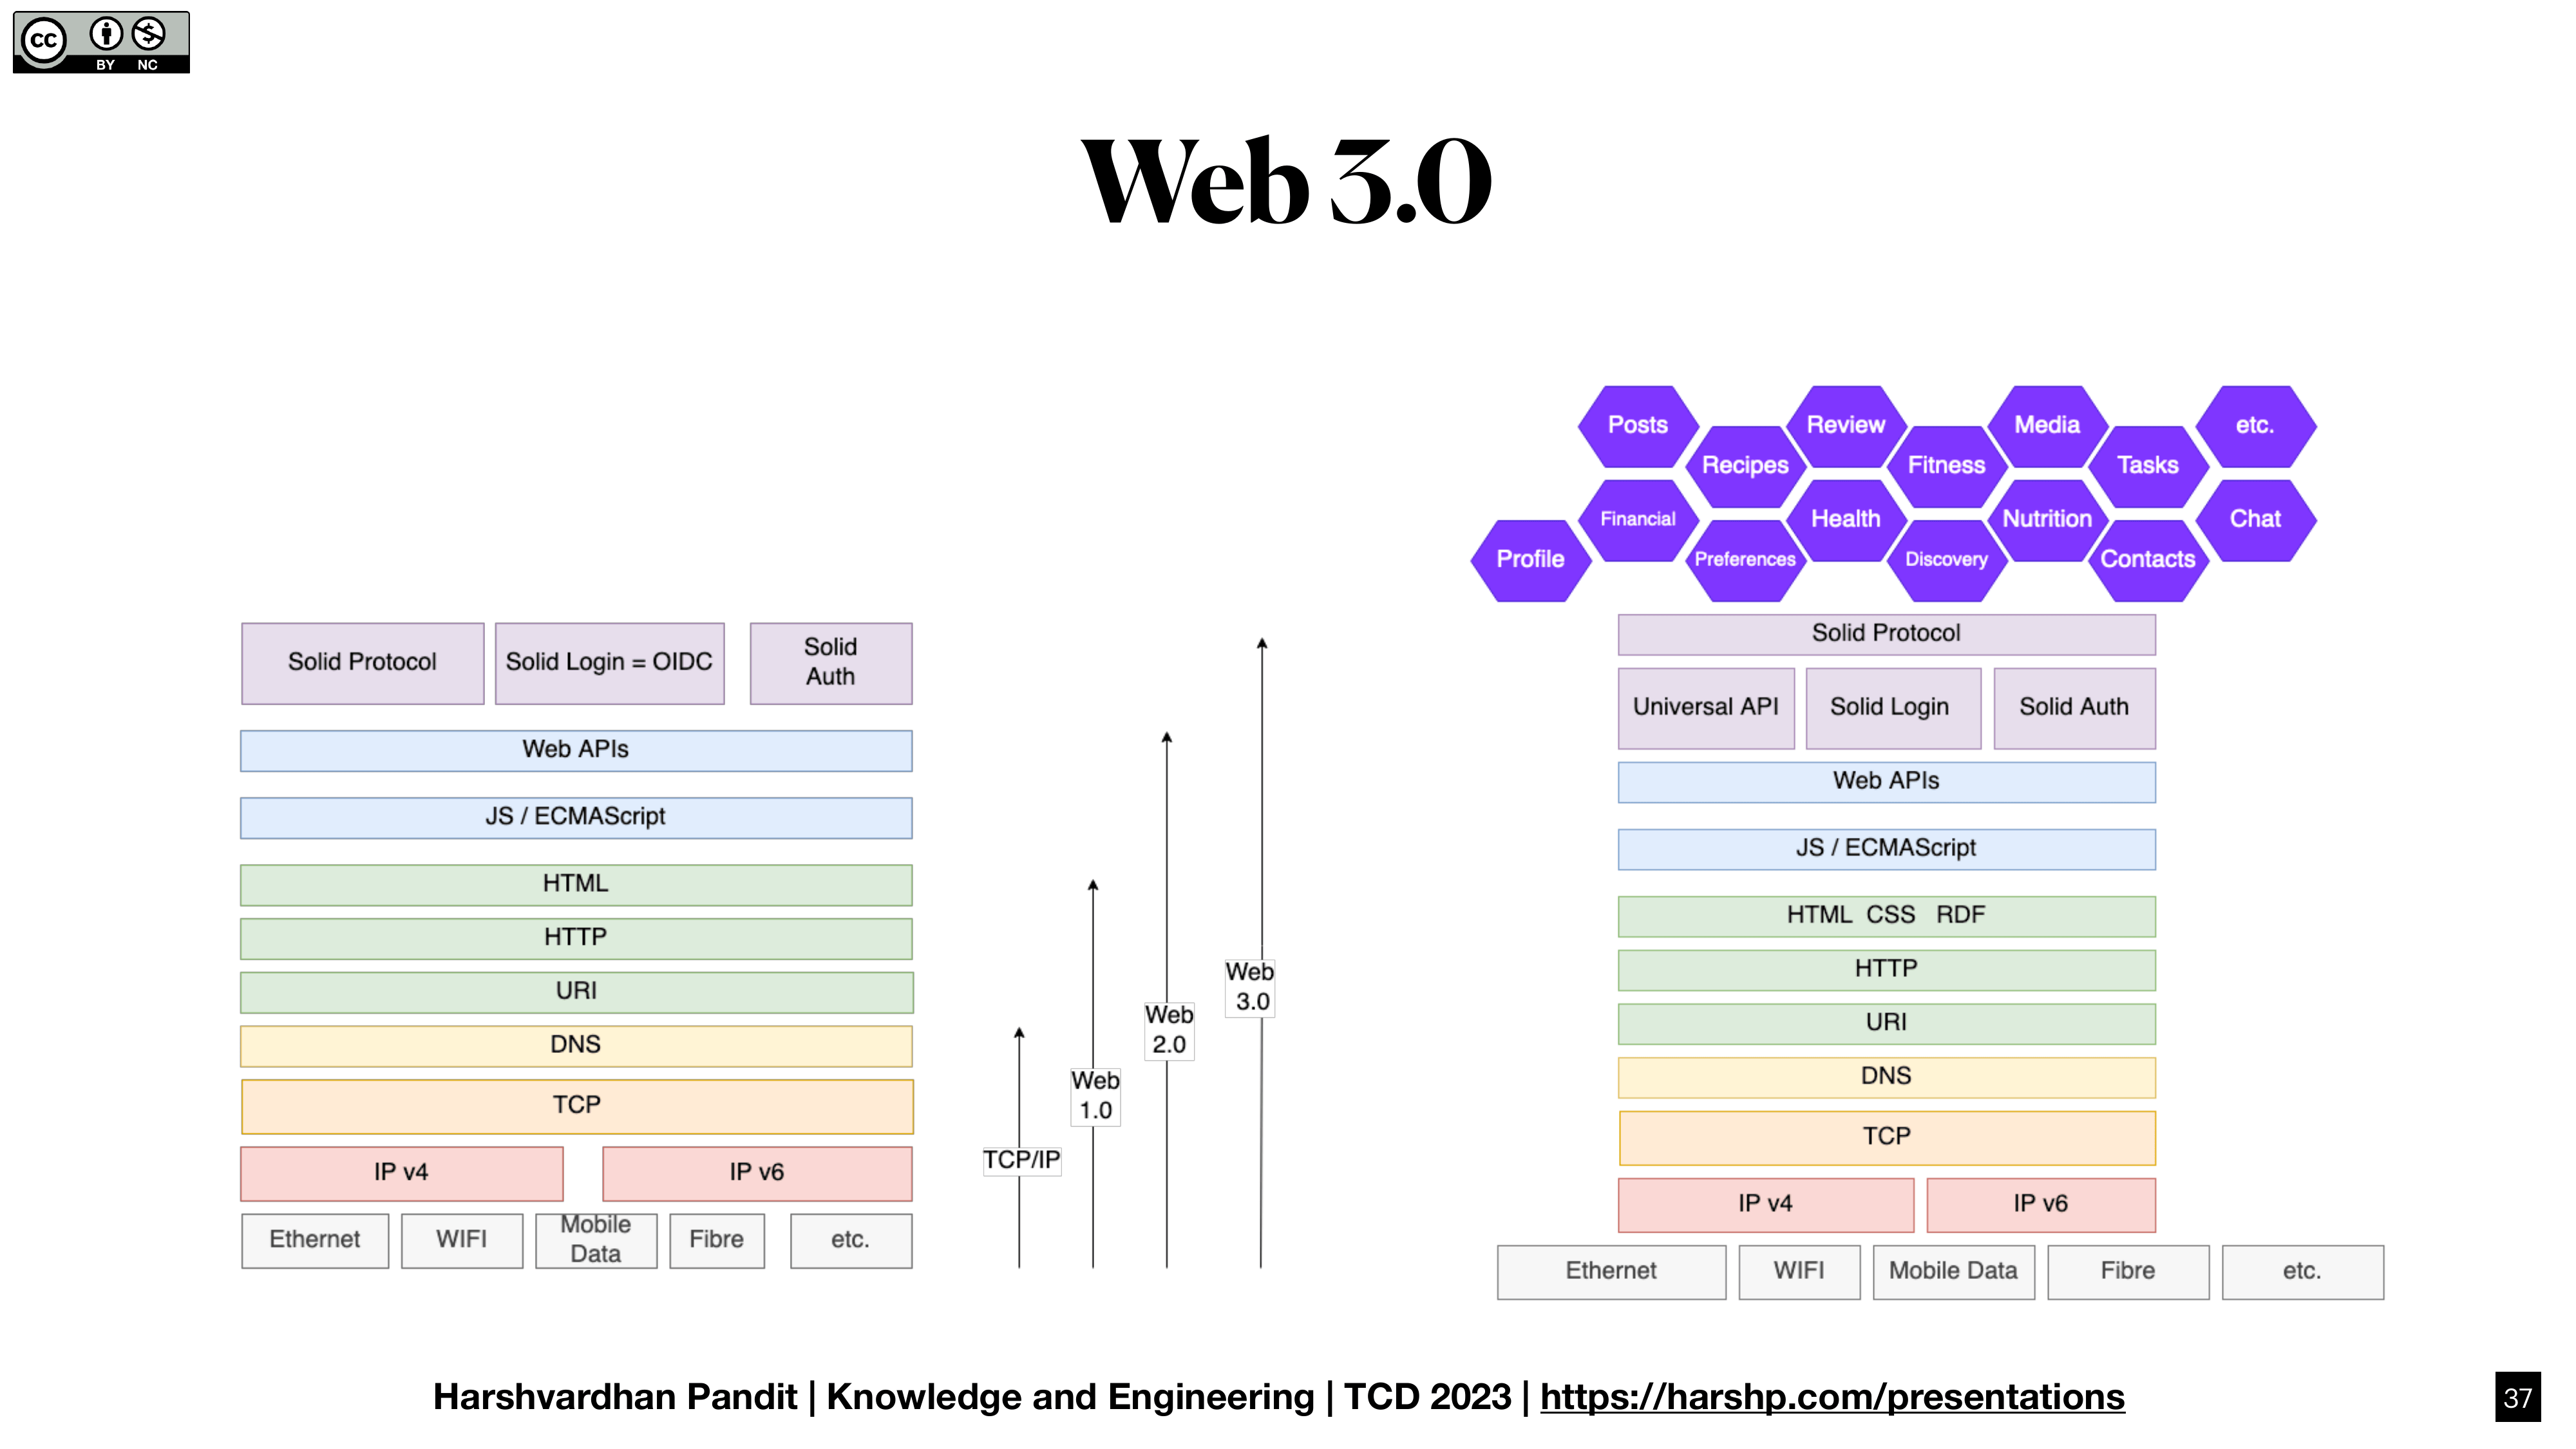 cc
BY NC
Web 3.0
Solid Protocol
Solid Login = OIDC
Solid
Auth
Web APIs
JS / ECMAScript
HTML
HTTP
URI
DNS
TCP
IP v4
IP v6
Ethernet
WIFI
Mobile
Data
Fibre
etc.
TCP/IP
Web
1.0
Web
2.0
Web
3.0
Posts
Review
Media
etc.
Recipes
Fitness
Tasks
Financial
Health
Nutrition
Chat
Profile
Preferences
Discovery
Contacts
Solid Protocol
Universal API
Solid Login
Solid Auth
Web APIs
JS / ECMAScript
HTML CSS RDF
HTTP
URI
DNS
TCP
IP v4
IP v6
Ethernet
WIFI
Mobile Data
Fibre
etc.
Harshvardhan Pandit | Knowledge and Engineering | TCD 2023 | https://harshp.com/presentations
37